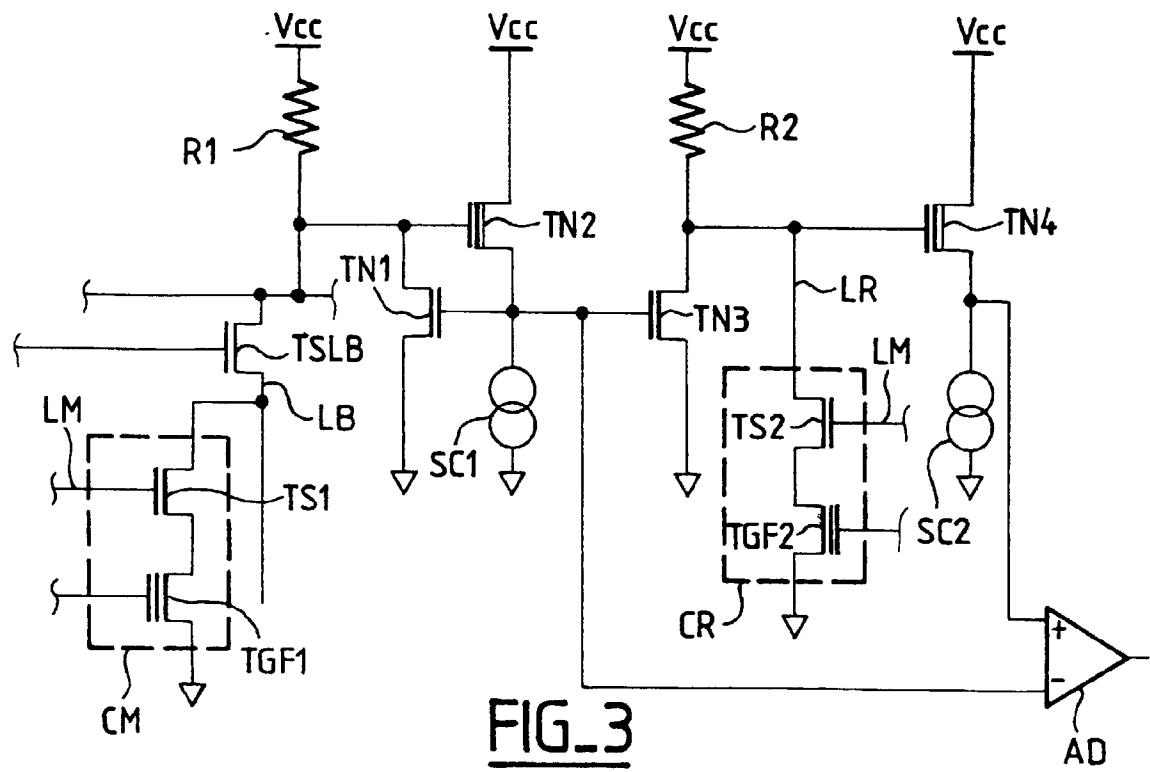 Vcc
Vcc
Vcc
Vcc
R1
R2
TN2
TN4
TN1
LR
TN3
TSLB
LM
LM
LB
TS2
SC1
TS1
TGF2
SC2
CR
+
TGF1
-
CM
FIG_3
AD